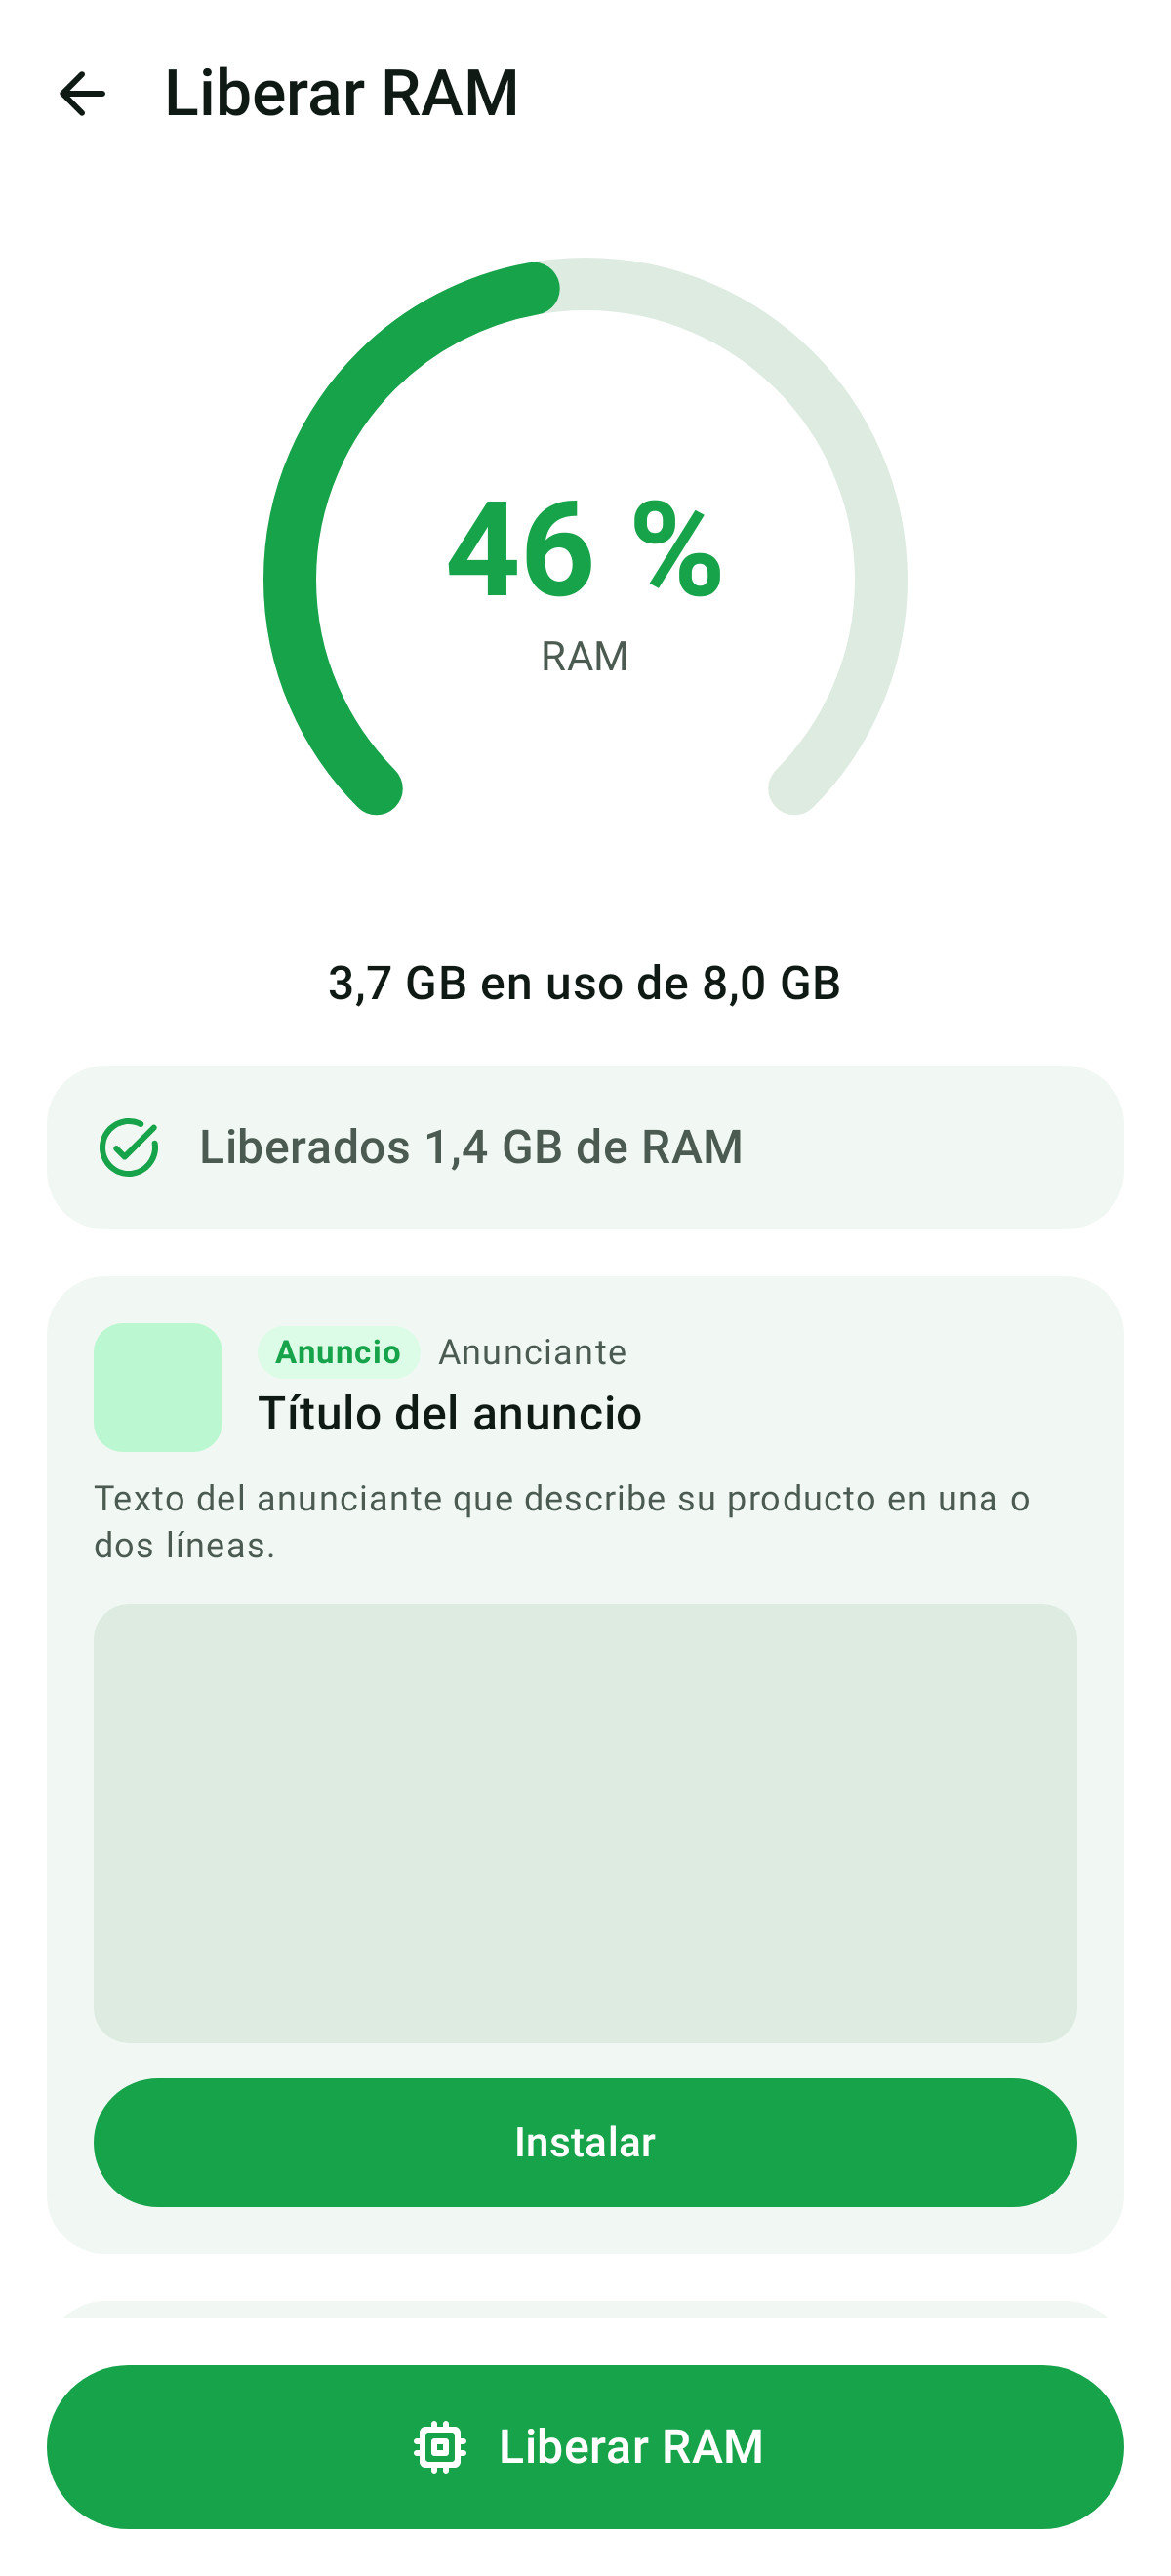 Liberar RAM
46 %
RAM
3,7 GB en uso de 8,0 GB
Liberados 1,4 GB de RAM
Anuncio Anunciante
Título del anuncio
Texto del anunciante que describe su producto en una o
dos líneas.
Instalar
Liberar RAM